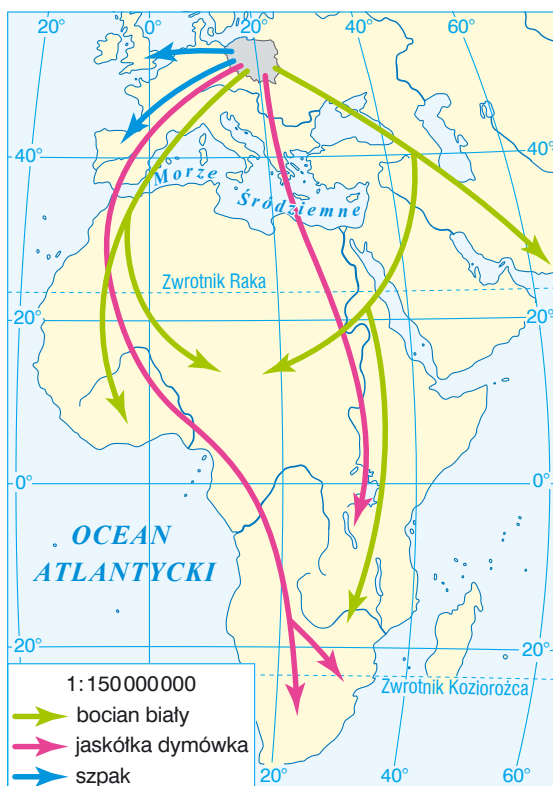 20° 0° 20° 40° 60°
40° 40°
Morze
Śródziemne
Zwrotnik Raka
20° 20°
0° 0°
OCEAN
ATLANTYCKI
20° 20°
Zwrotnik Koziorożca
1:150 000 000
bocian biały
jaskółka dymówka
szpak
20° 40° 60°